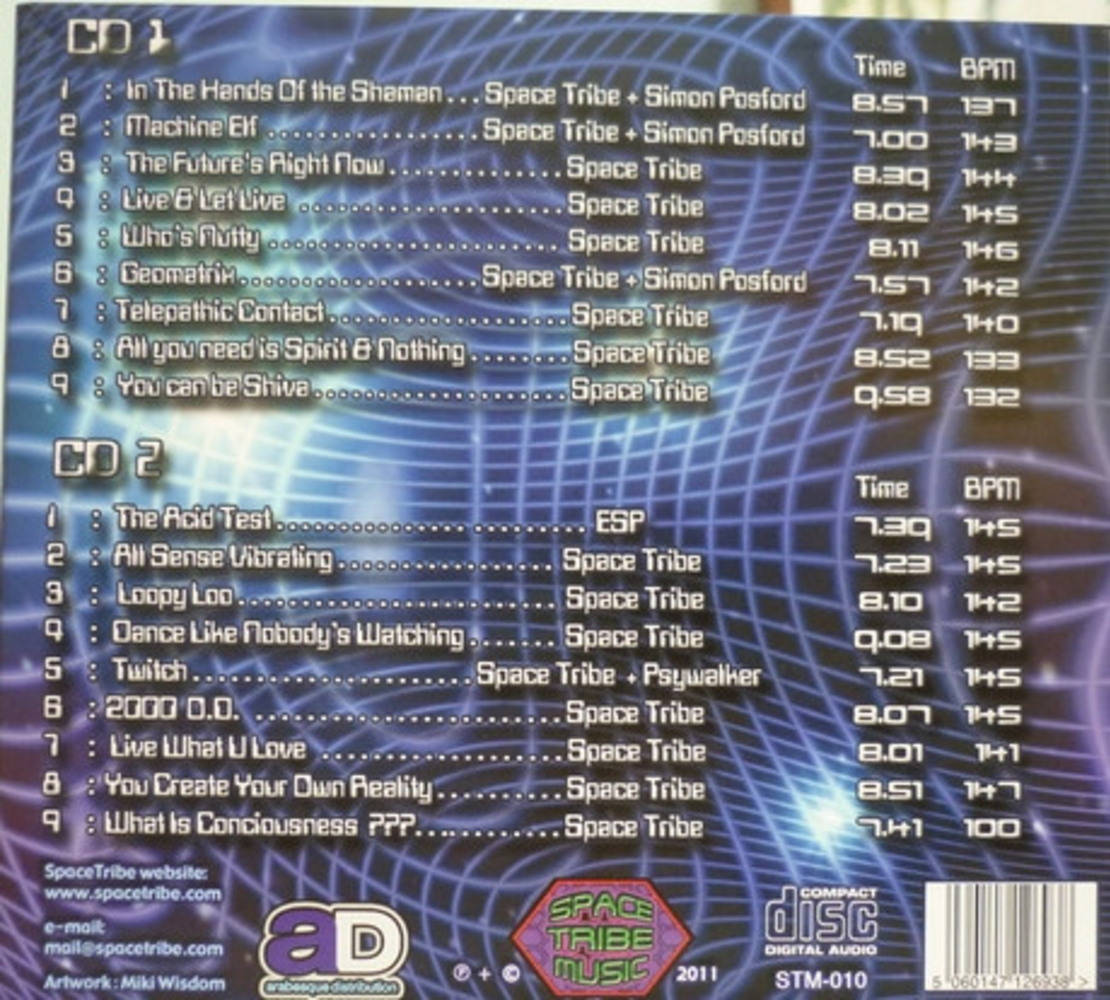 CD 1
Time BPM
1 : In The Hands Of the Shaman... Space Tribe + Simon Posford 8.57 137
2 : Machine Elf ................. Space Tribe + Simon Posford 7.00 143
3 : The Future's Right Now .............. Space Tribe 8.39 144
4 : Live & Let Live ..................... Space Tribe 8.02 145
5 : Who's Nutty ....................... Space Tribe 8.11 146
6 : Geomatrix................... Space Tribe + Simon Posford 7.57 142
7 : Telepathic Contact................... Space Tribe 7.19 140
8 : All you need is Spirit & Nothing ........ Space Tribe 8.52 133
9 : You can be Shiva.................... Space Tribe 9.58 132
CD 2
Time BPM
1 : The Acid Test......................... ESP 7.39 145
2 : All Sense Vibrating ................. Space Tribe 7.23 145
3 : Loopy Loo......................... Space Tribe 8.10 142
4 : Dance Like Nobody's Watching ....... Space Tribe 9.08 145
5 : Twitch...................... Space Tribe + Psywalker 7.21 145
6 : 2000 O.D. ........................ Space Tribe 8.07 145
7 : Live What U Love ................... Space Tribe 8.01 141
8 : You Create Your Own Reality .......... Space Tribe 8.51 147
9 : What Is Conciousness ???............. Space Tribe 7.41 100
SpaceTribe website:
www.spacetribe.com
e-mail:
mail@spacetribe.com
Artwork : Miki Wisdom
aD
arabesque distribution
℗ + ©
SPACE
TRIBE
MUSIC
2011
COMPACT
disc
DIGITAL AUDIO
STM-010
5 060147 126938 >